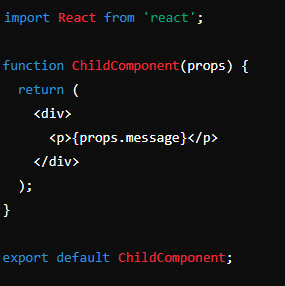 import React from 'react';
function ChildComponent(props) {
  return (
    <div>
      <p>{props.message}</p>
    </div>
  );
}
export default ChildComponent;